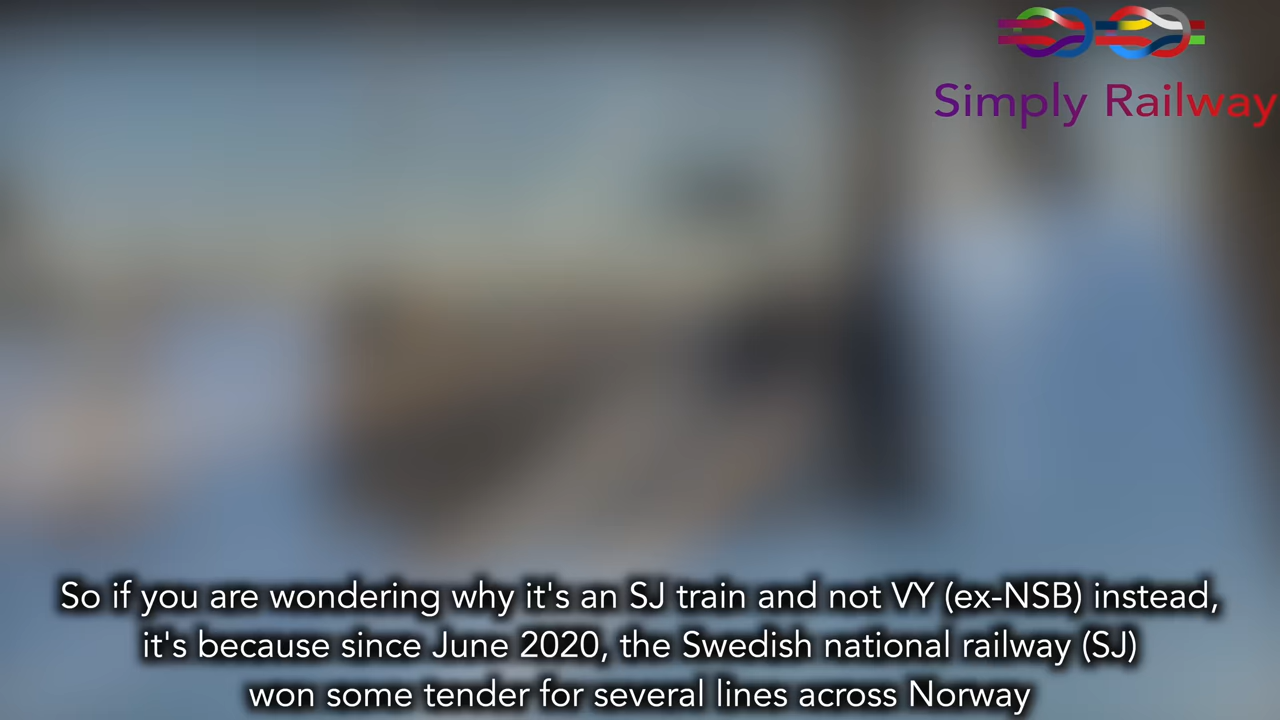 Simply Railway
So if you are wondering why it's an SJ train and not VY (ex-NSB) instead,
it's because since June 2020, the Swedish national railway (SJ)
won some tender for several lines across Norway